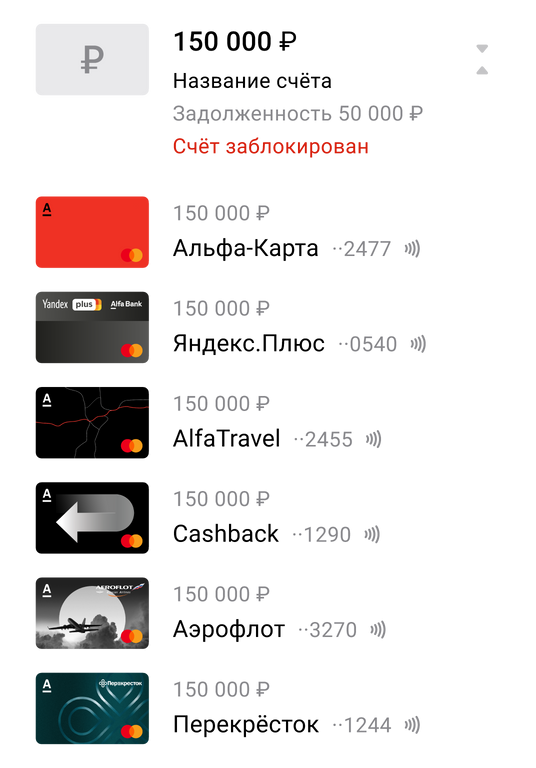 ₽
150 000 ₽
Название счёта
Задолженность 50 000 ₽
Счёт заблокирован
A
150 000 ₽
Альфа-Карта ··2477
Yandex plus Alfa Bank
150 000 ₽
Яндекс.Плюс ··0540
A
150 000 ₽
AlfaTravel ··2455
A
150 000 ₽
Cashback ··1290
A
AEROFLOT
150 000 ₽
Аэрофлот ··3270
A
Перекресток
150 000 ₽
Перекрёсток ··1244